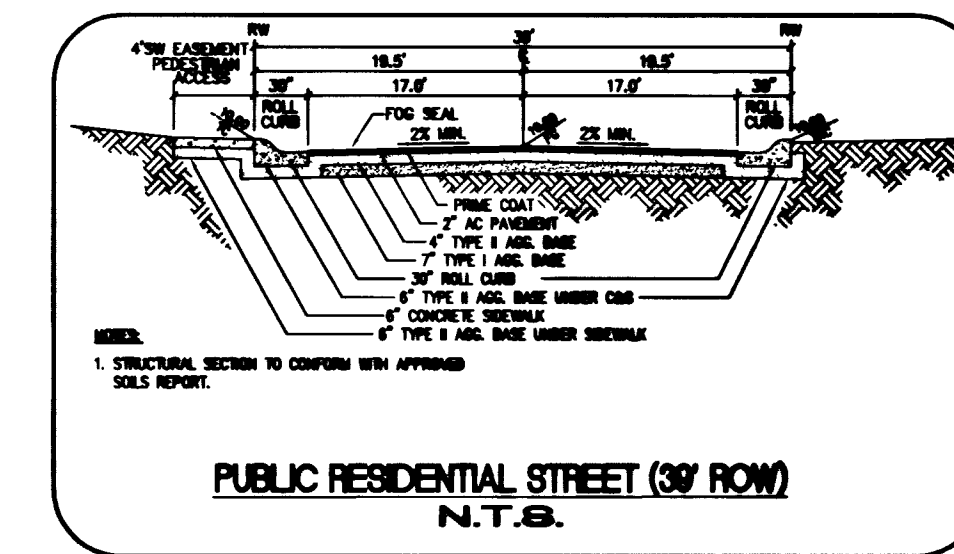 RW
RW
39'
4'SW EASEMENT
PEDESTRIAN
ACCESS
19.5'
19.5'
30"
ROLL
CURB
17.0'
17.0'
30"
ROLL
CURB
FOG SEAL
2% MIN.
2% MIN.
PRIME COAT
2" AC PAVEMENT
4" TYPE II AGG. BASE
7" TYPE I AGG. BASE
30" ROLL CURB
6" TYPE II AGG. BASE UNDER C&G
6" CONCRETE SIDEWALK
6" TYPE II AGG. BASE UNDER SIDEWALK
NOTES:
1. STRUCTURAL SECTION TO CONFORM WITH APPROVED
SOILS REPORT.
PUBLIC RESIDENTIAL STREET (39' ROW)
N.T.S.